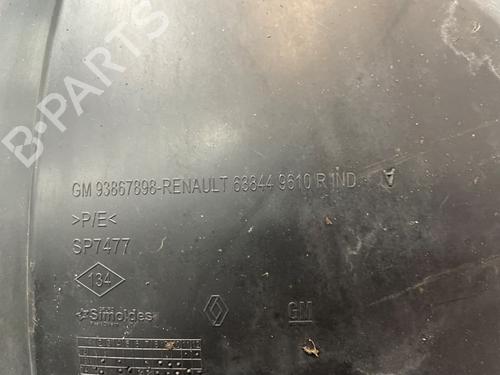 B-PARTS
GM 93867898-RENAULT 63844 9610 R IND A
>P/E<
SP7477
134
Simoldes
GM